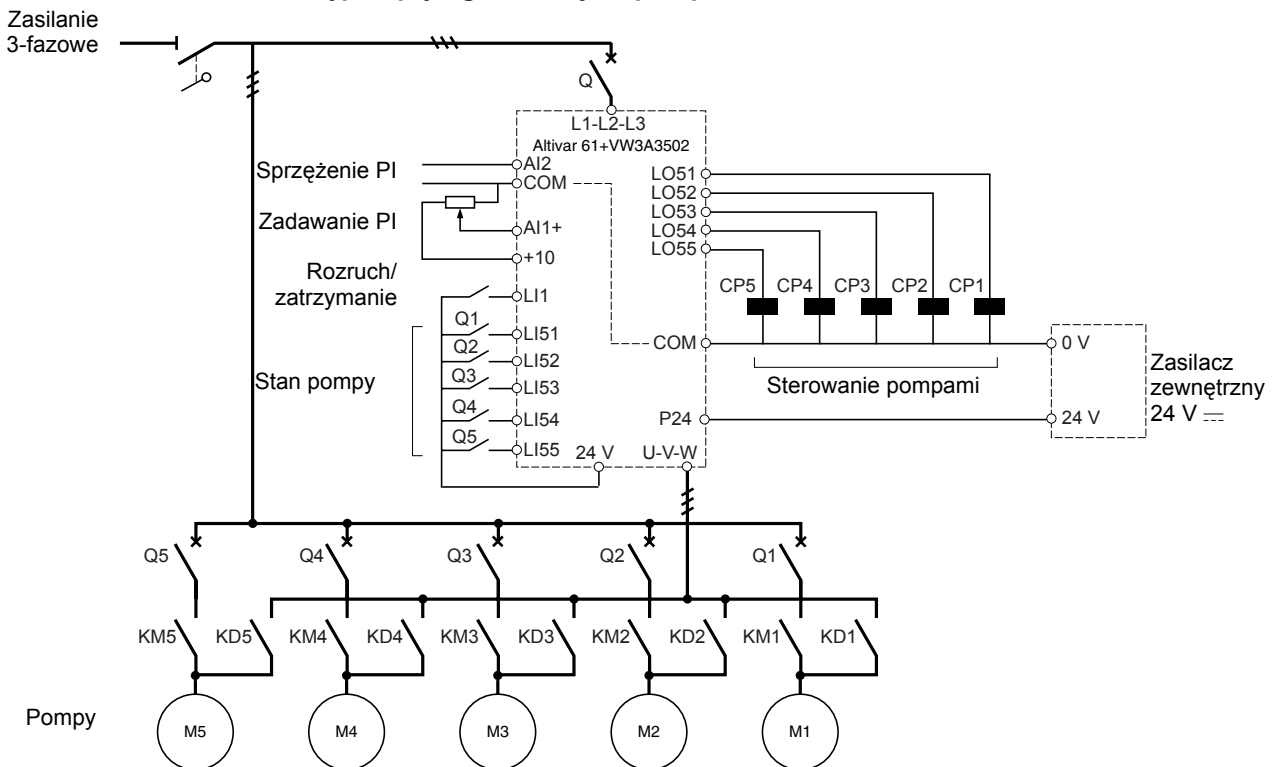 Zasilanie
3-fazowe
Q
L1-L2-L3
Altivar 61+VW3A3502
Sprzężenie PI
AI2
COM
Zadawanie PI
AI1+
+10
Rozruch/
zatrzymanie
LI1
Q1
LI51
Q2
LI52
Stan pompy
Q3
LI53
Q4
LI54
Q5
LI55
24 V
U-V-W
LO51
LO52
LO53
LO54
LO55
CP5
CP4
CP3
CP2
CP1
COM
0 V
Sterowanie pompami
P24
24 V
Zasilacz
zewnętrzny
24 V
Q5
Q4
Q3
Q2
Q1
KM5
KD5
KM4
KD4
KM3
KD3
KM2
KD2
KM1
KD1
Pompy
M5
M4
M3
M2
M1